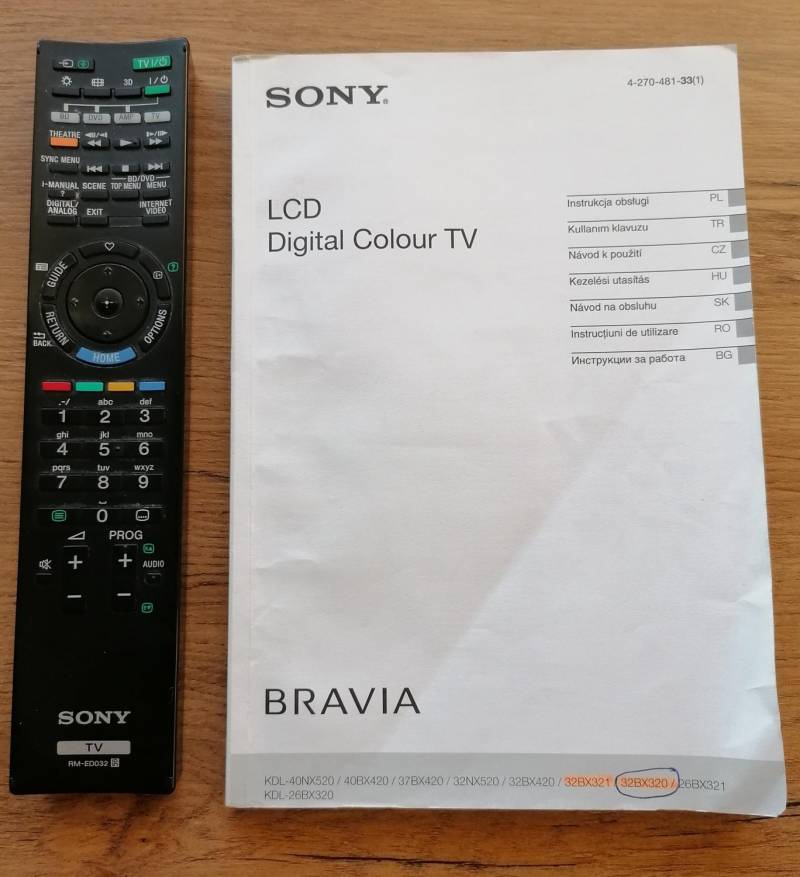 TV I/⏻
3D I/⏻
BD DVD AMP TV
THEATRE
SYNC MENU
BD/DVD
i-MANUAL SCENE TOP MENU MENU
?
DIGITAL/
ANALOG EXIT INTERNET
VIDEO
GUIDE
RETURN OPTIONS
BACK
HOME
.-/ abc def
1 2 3
ghi jkl mno
4 5 6
pqrs tuv wxyz
7 8 9
0
PROG
+ + AUDIO
− −
SONY
TV
RM-ED032
SONY®
4-270-481-33(1)
LCD
Digital Colour TV
Instrukcja obsługi PL
Kullanım klavuzu TR
Návod k použití CZ
Kezelési utasítás HU
Návod na obsluhu SK
Instrucţiuni de utilizare RO
Инструкции за работа BG
BRAVIA
KDL-40NX520 / 40BX420 / 37BX420 / 32NX520 / 32BX420 / 32BX321 / 32BX320 / 26BX321
KDL-26BX320